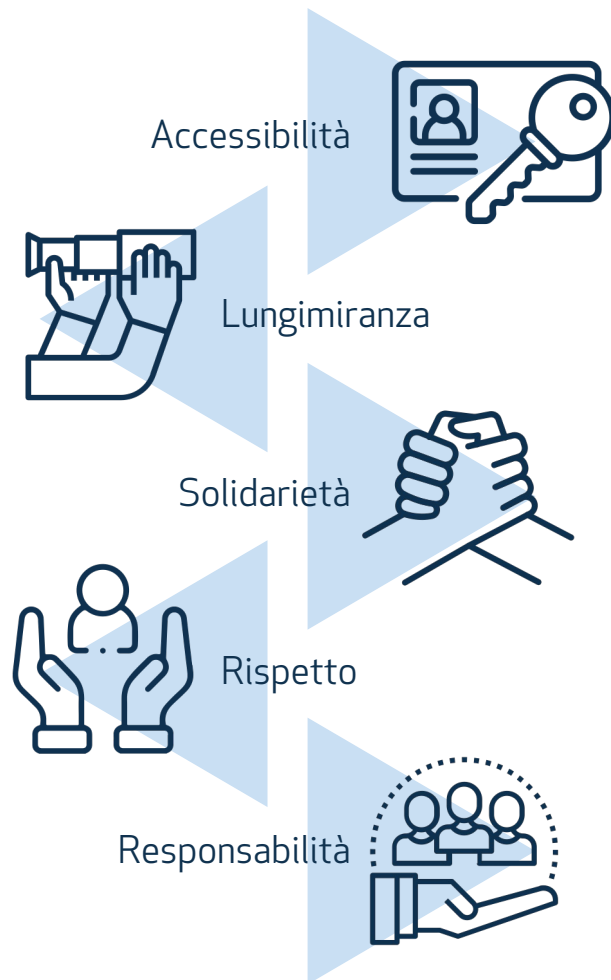 Accessibilità
Lungimiranza
Solidarietà
Rispetto
Responsabilità